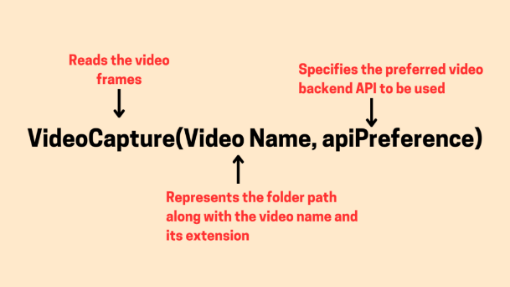 Reads the video
frames
Specifies the preferred video
backend API to be used
VideoCapture(Video Name, apiPreference)
Represents the folder path
along with the video name and
its extension